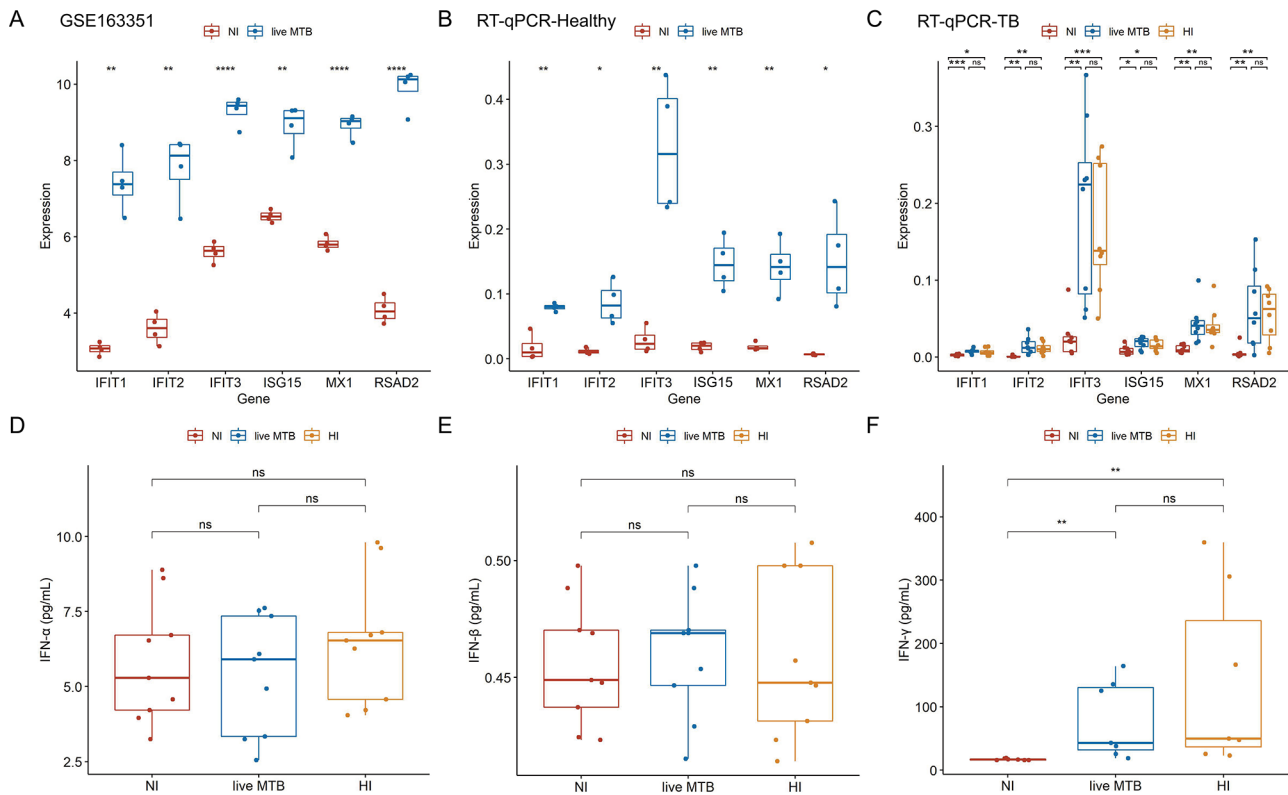 A GSE163351
NI live MTB
** ** **** ** **** ****
Expression
10
8
6
4
IFIT1 IFIT2 IFIT3 ISG15 MX1 RSAD2
Gene
B RT-qPCR-Healthy
NI live MTB
** * ** ** ** *
Expression
0.4
0.3
0.2
0.1
0.0
IFIT1 IFIT2 IFIT3 ISG15 MX1 RSAD2
Gene
C RT-qPCR-TB
NI live MTB HI
* ** *** * ** **
*** ns ** ns ** ns * ns ** ns ** ns
Expression
0.3
0.2
0.1
0.0
IFIT1 IFIT2 IFIT3 ISG15 MX1 RSAD2
Gene
D
NI live MTB HI
ns
ns
ns
IFN-α (pg/mL)
10.0
7.5
5.0
2.5
NI live MTB HI
E
NI live MTB HI
ns
ns
ns
IFN-β (pg/mL)
0.50
0.45
NI live MTB HI
F
NI live MTB HI
**
ns
**
IFN-γ (pg/mL)
400
300
200
100
0
NI live MTB HI